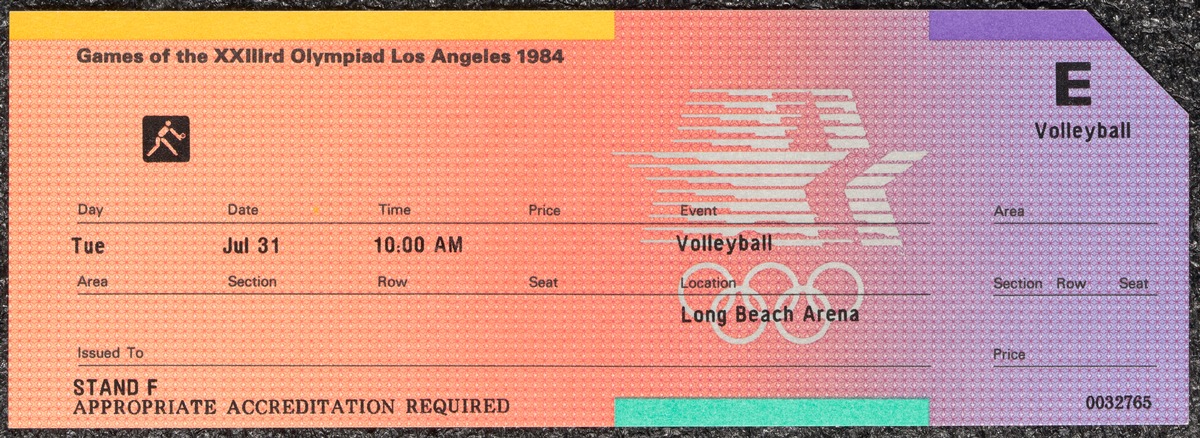 Games of the XXIIIrd Olympiad Los Angeles 1984
E
Volleyball
Day Date Time Price Event Area
Tue Jul 31 10:00 AM Volleyball
Area Section Row Seat Location Section Row Seat
Long Beach Arena
Issued To Price
STAND F
APPROPRIATE ACCREDITATION REQUIRED 0032765